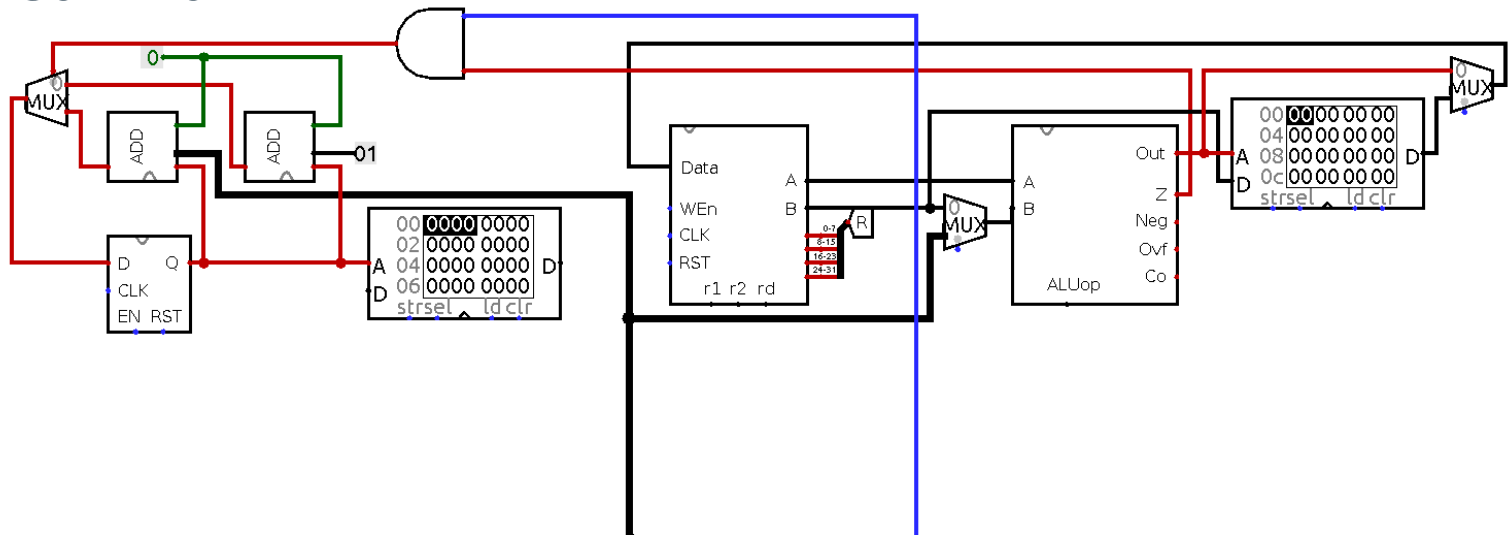 0
0
MUX
ADD
ADD
01
D Q
CLK
EN RST
00 0000 0000
02 0000 0000
04 0000 0000
06 0000 0000
A
D
D
str sel ld clr
Data
WEn
CLK
RST
A
B
0-7
8-15
16-23
24-31
r1 r2 rd
R
0
MUX
A
B
Out
Z
Neg
Ovf
Co
ALUop
00 00 00 00 00
04 00 00 00 00
08 00 00 00 00
0c 00 00 00 00
A
D
D
str sel ld clr
0
MUX